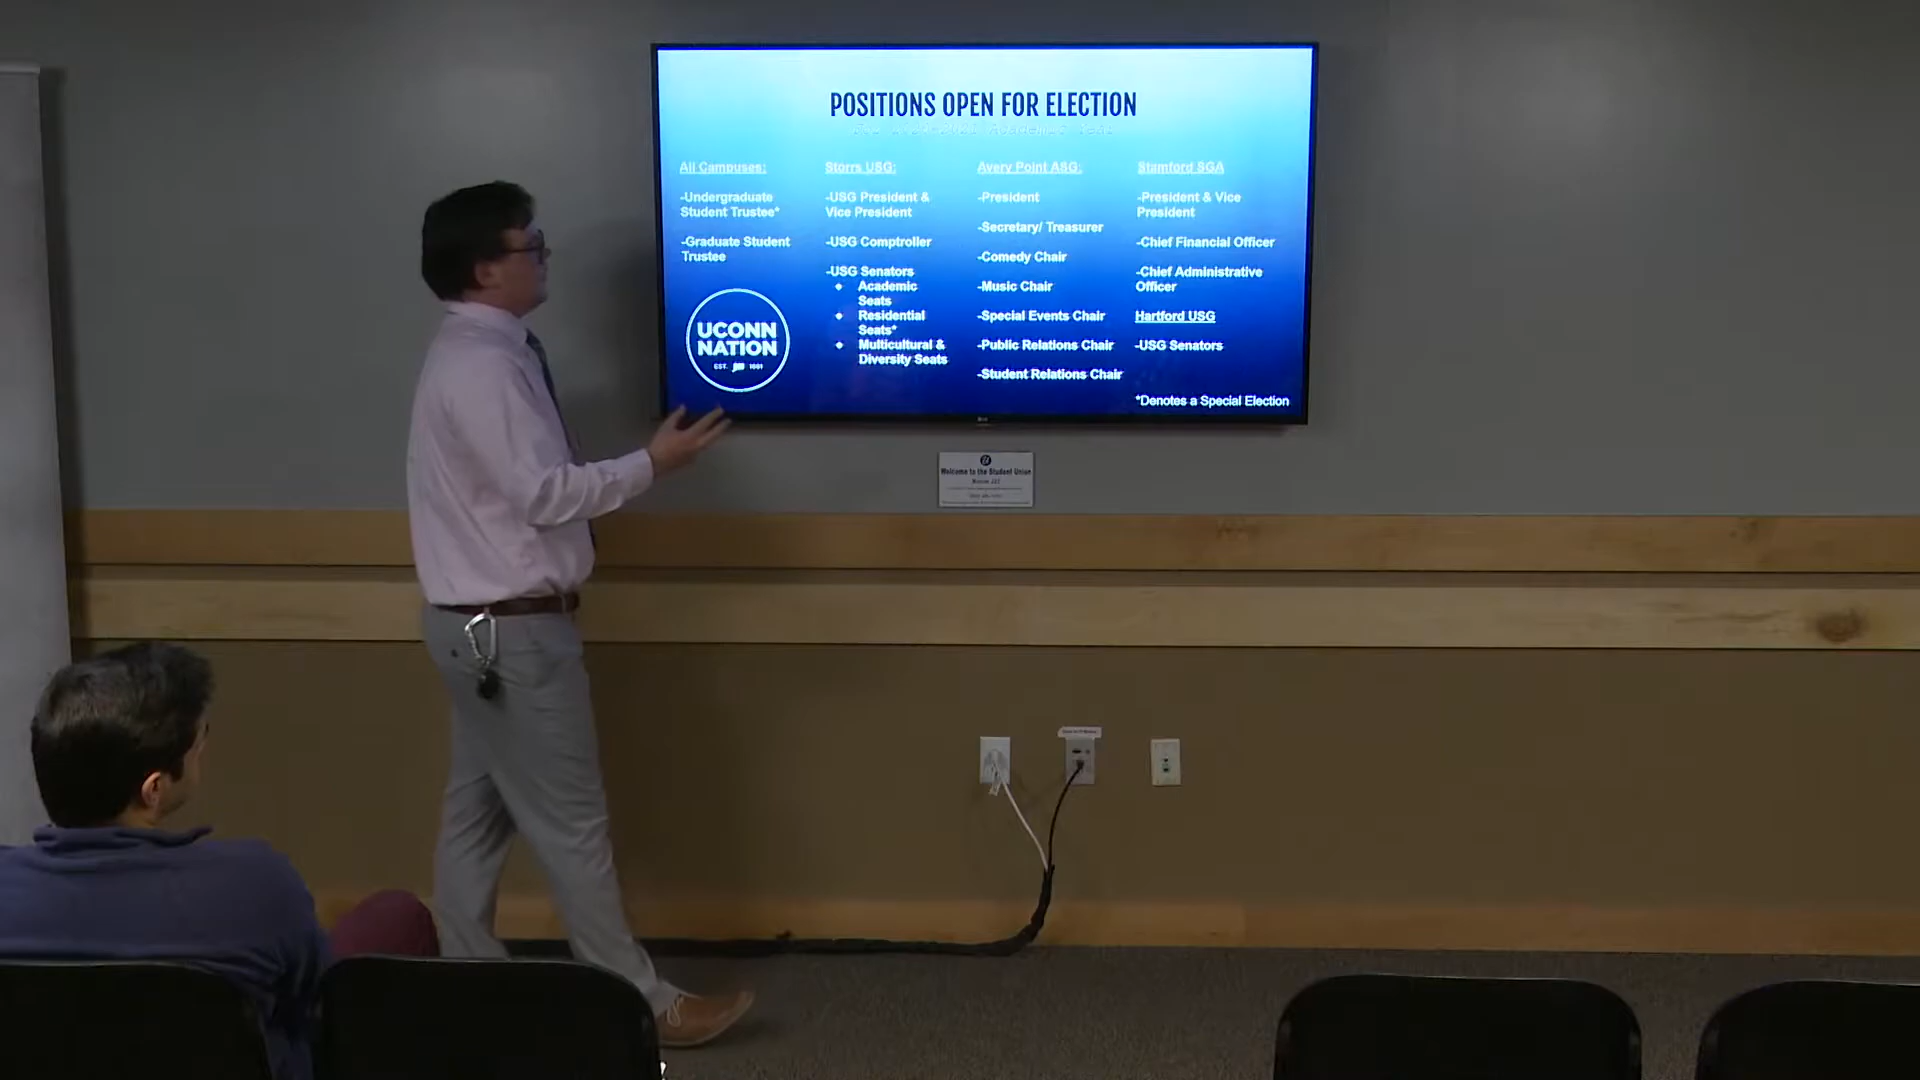 POSITIONS OPEN FOR ELECTION
All Campuses:
-Undergraduate
Student Trustee*
-Graduate Student
Trustee
UCONN
NATION
EST. 1881
Storrs USG:
-USG President &
Vice President
-USG Comptroller
-USG Senators
◆ Academic
Seats
◆ Residential
Seats*
◆ Multicultural &
Diversity Seats
Avery Point ASG:
-President
-Secretary/ Treasurer
-Comedy Chair
-Music Chair
-Special Events Chair
-Public Relations Chair
-Student Relations Chair
Stamford SGA
-President & Vice
President
-Chief Financial Officer
-Chief Administrative
Officer
Hartford USG
-USG Senators
*Denotes a Special Election
Welcome to the Student Union